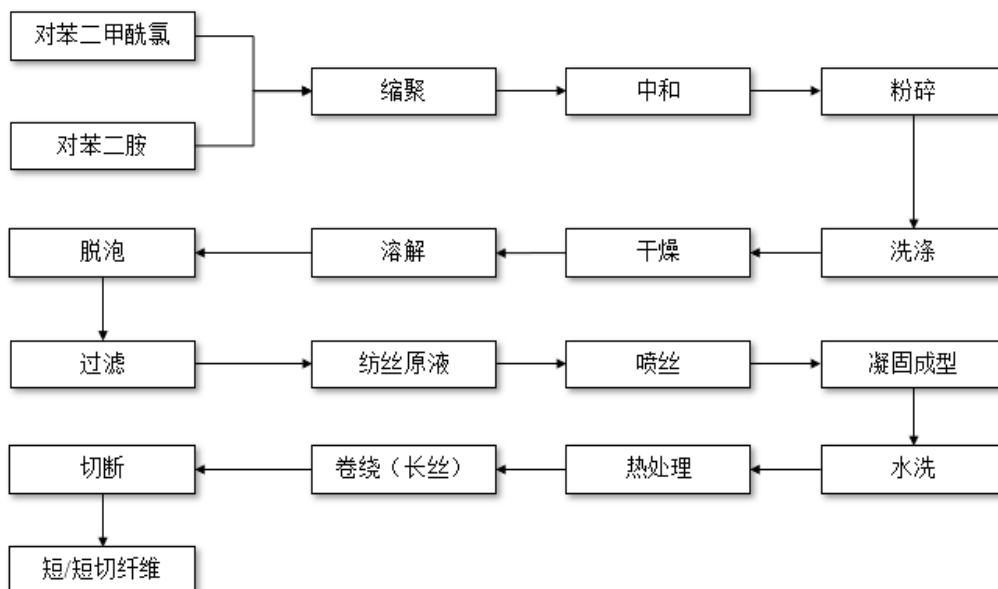 对苯二甲酰氯
对苯二胺
缩聚
中和
粉碎
洗涤
干燥
溶解
脱泡
过滤
纺丝原液
喷丝
凝固成型
水洗
热处理
卷绕（长丝）
切断
短/短切纤维